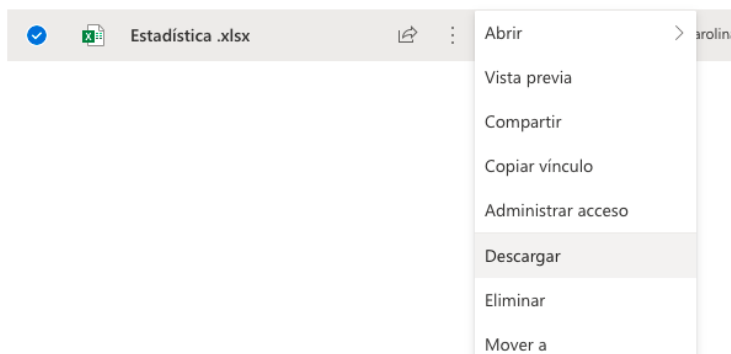 Estadística .xlsx
Abrir
Vista previa
Compartir
Copiar vínculo
Administrar acceso
Descargar
Eliminar
Mover a